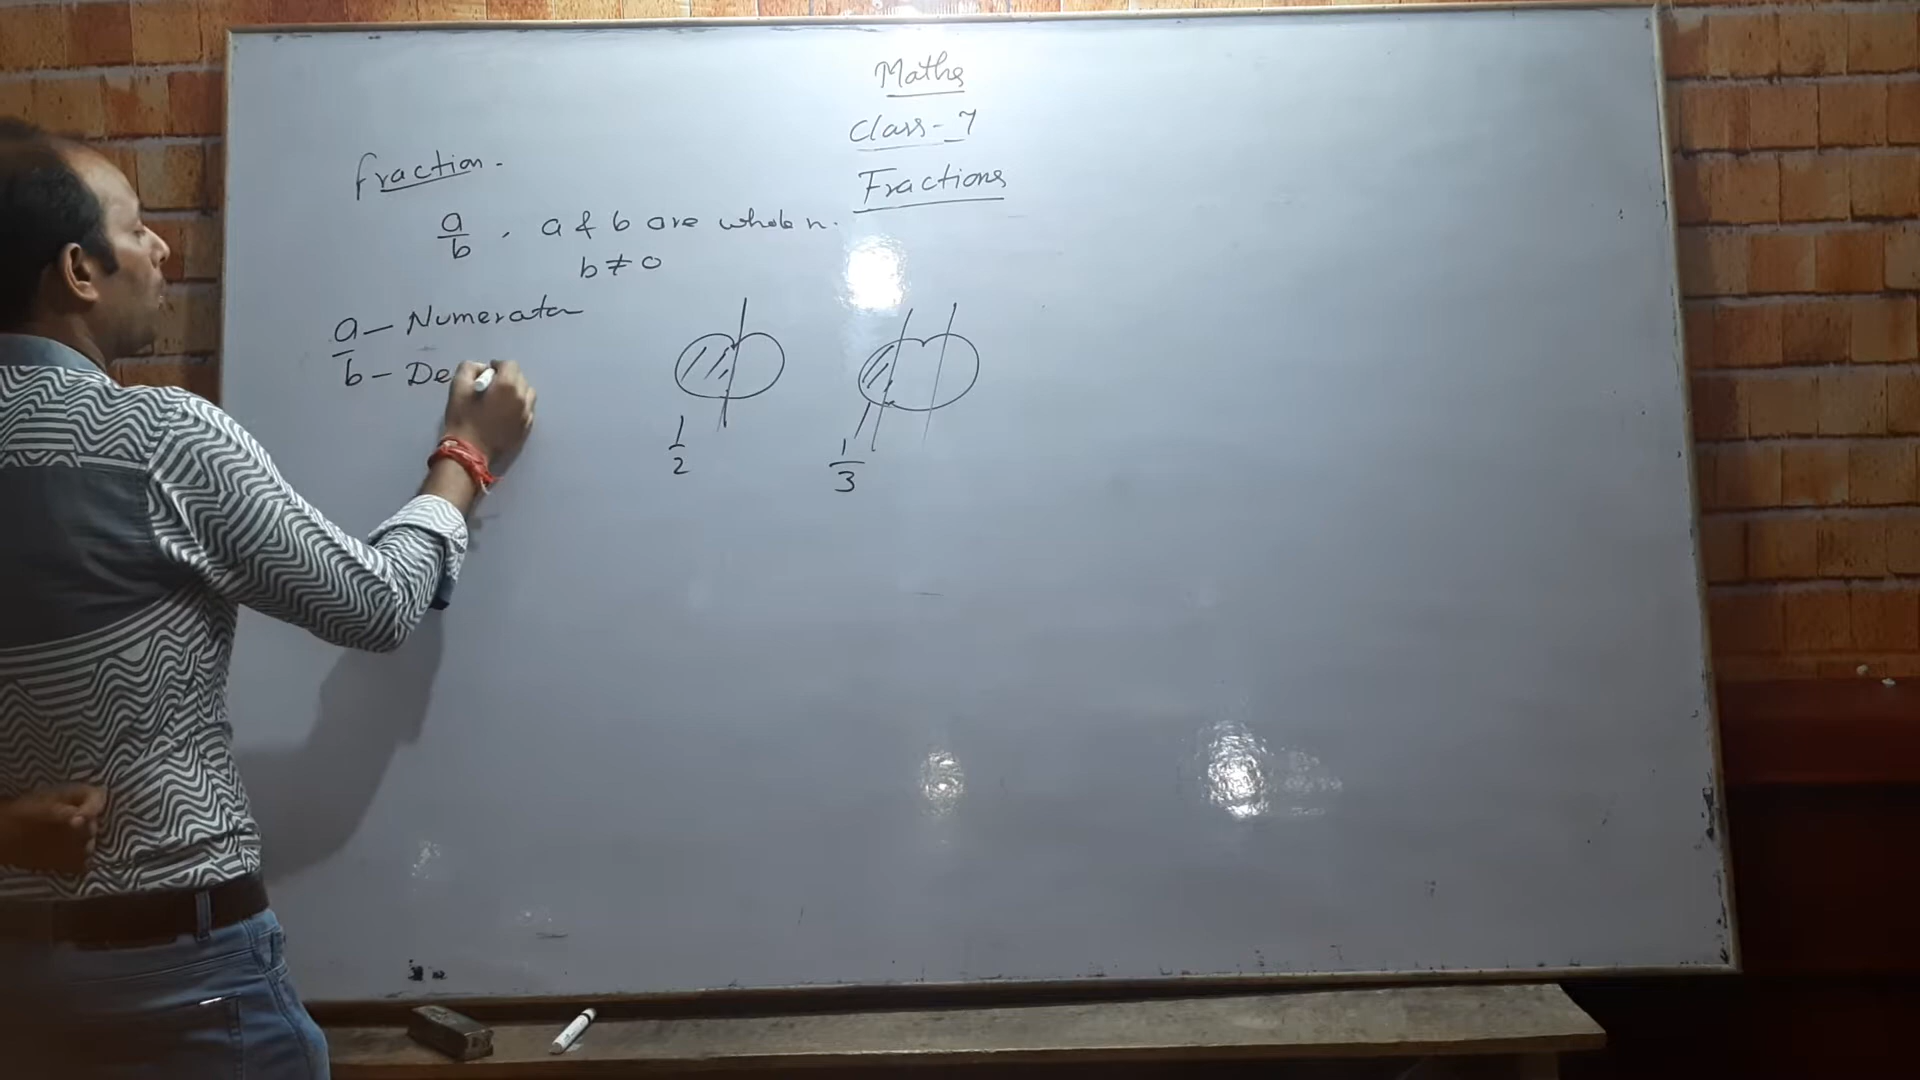 Maths
Class-7
Fractions
fraction-
a/b, a & b are whole n.
b ≠ 0
a — Numerator
b — De
1/2
1/3